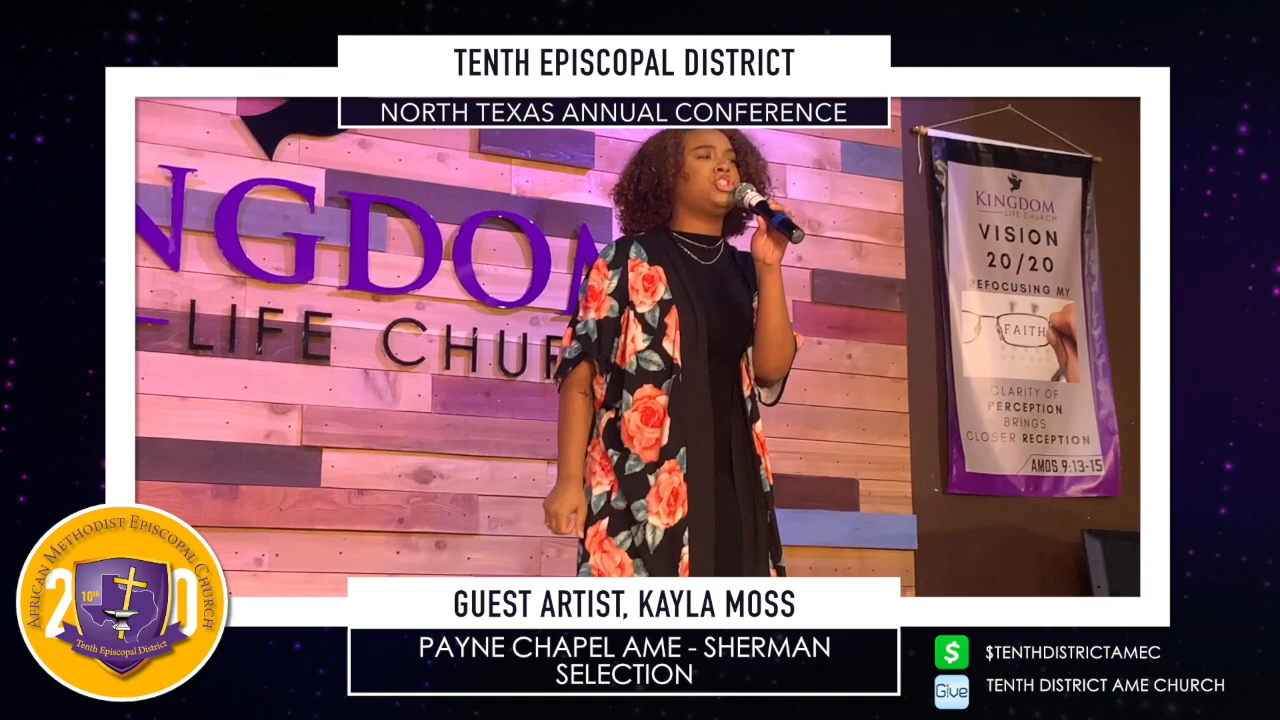 TENTH EPISCOPAL DISTRICT
NORTH TEXAS ANNUAL CONFERENCE
NGDOM
LIFE CHUR
KINGDOM
LIFE CHURCH
VISION
20/20
REFOCUSING MY
FAITH
CLARITY OF
PERCEPTION
BRINGS
CLOSER RECEPTION
AMOS 9:13-15
AFRICAN METHODIST EPISCOPAL CHURCH
10th
2 0
Tenth Episcopal District
GUEST ARTIST, KAYLA MOSS
PAYNE CHAPEL AME - SHERMAN
SELECTION
$
$TENTHDISTRICTAMEC
Give
TENTH DISTRICT AME CHURCH